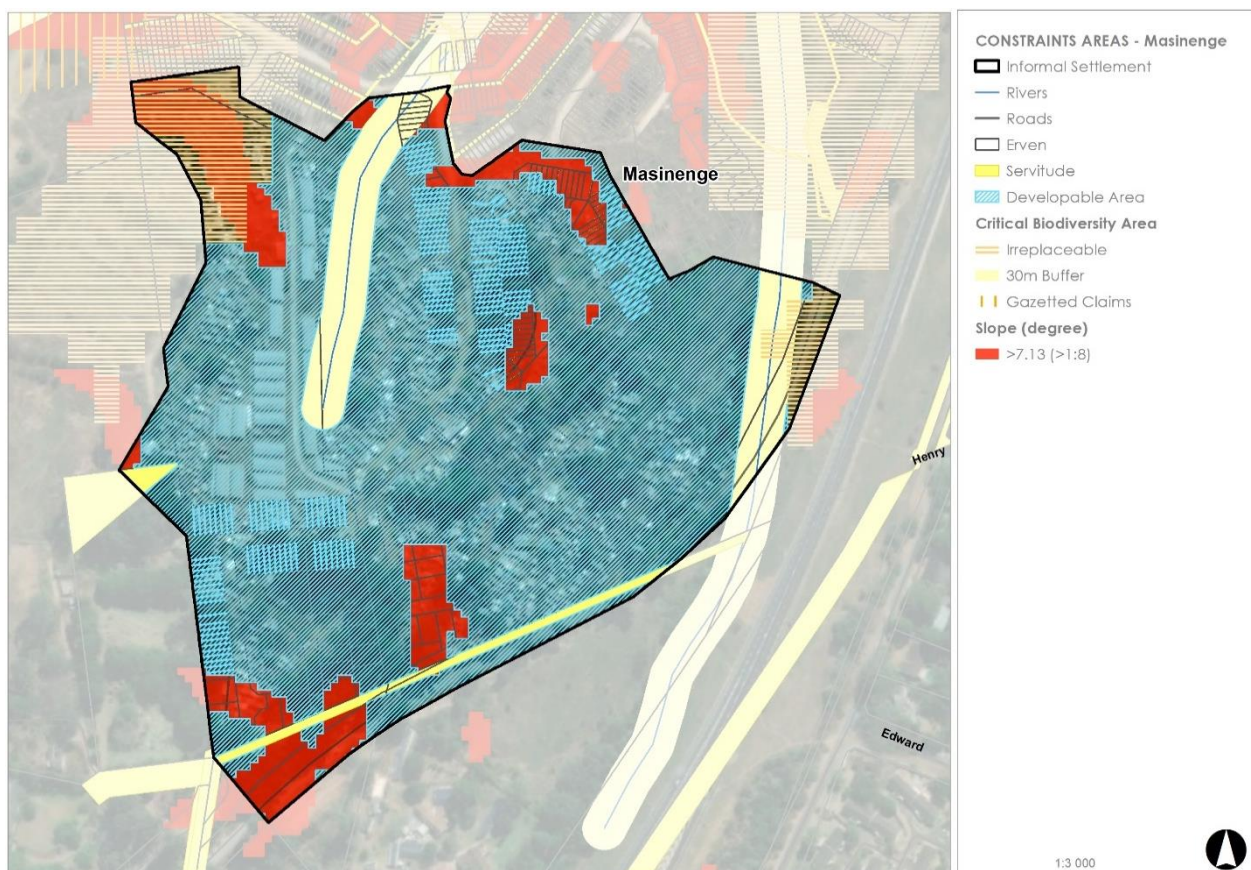 Masinenge
Henry
Edward
CONSTRAINTS AREAS - Masinenge
Informal Settlement
Rivers
Roads
Erven
Servitude
Developable Area
Critical Biodiversity Area
Irreplaceable
30m Buffer
Gazetted Claims
Slope (degree)
>7.13 (>1:8)
1:3 000